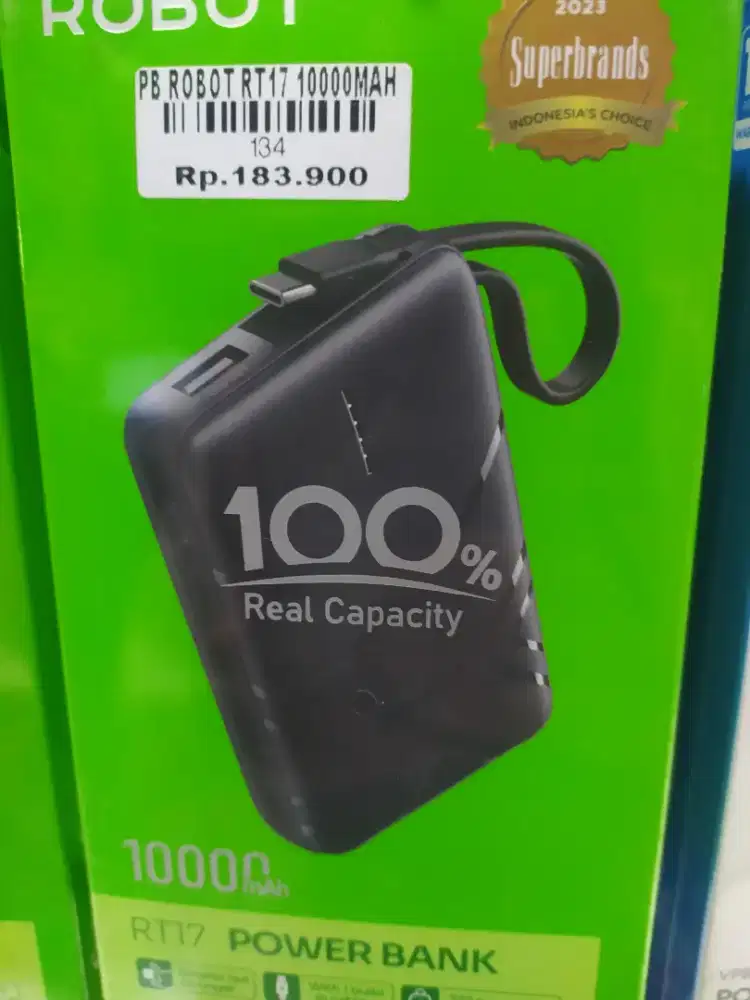 ROBOT
2023
Superbrands
INDONESIA'S CHOICE
PB ROBOT RT17 10000MAH
134
Rp.183.900
100%
Real Capacity
10000mAh
RT17 POWER BANK